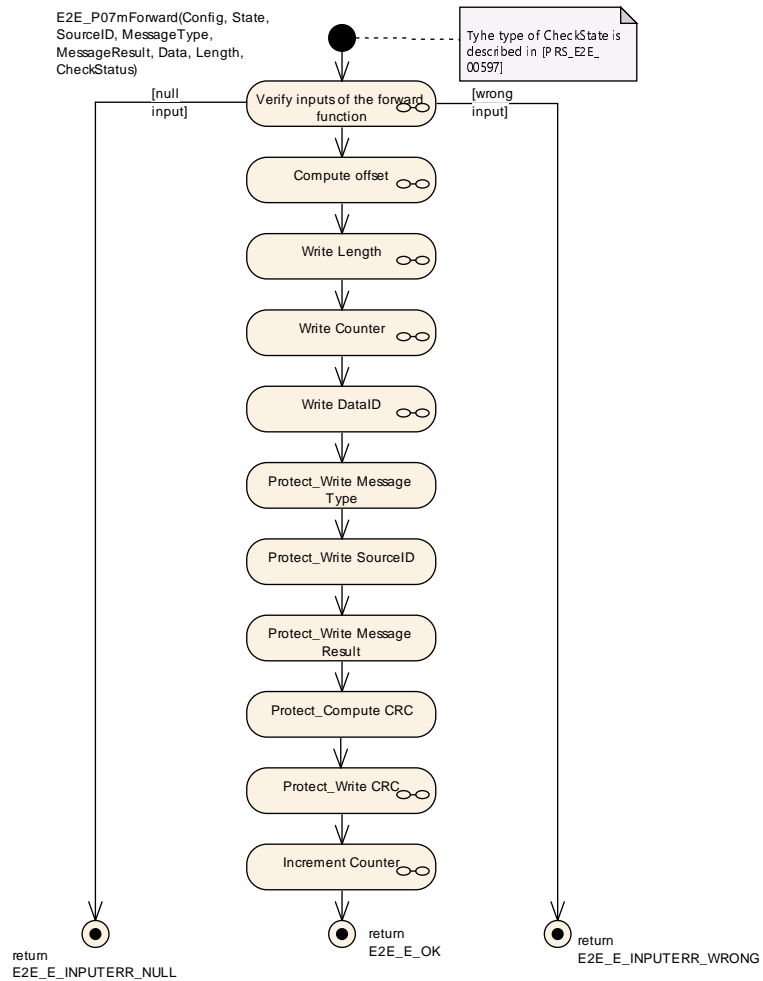 E2E_P07mForward(Config, State,
SourceID, MessageType,
MessageResult, Data, Length,
CheckStatus)
Tyhe type of CheckState is
described in [PRS_E2E_
00597]
[null
input]
Verify inputs of the forward
function
[wrong
input]
Compute offset
Write Length
Write Counter
Write DataID
Protect_Write Message
Type
Protect_Write SourceID
Protect_Write Message
Result
Protect_Compute CRC
Protect_Write CRC
Increment Counter
return
E2E_E_INPUTERR_NULL
return
E2E_E_OK
return
E2E_E_INPUTERR_WRONG